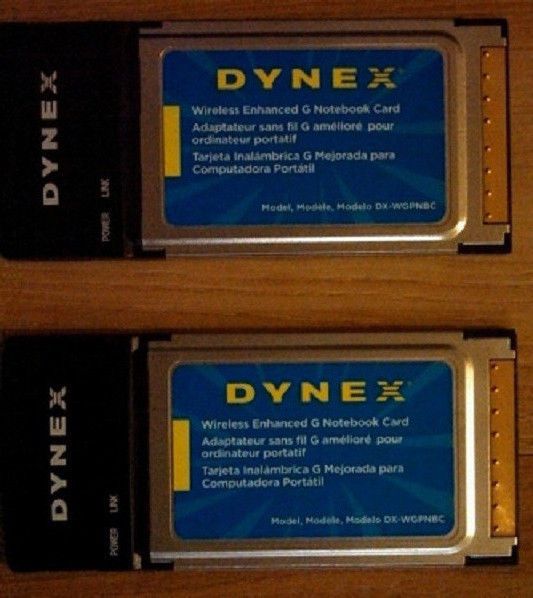 DYNEX
POWER LINK
DYNEX
Wireless Enhanced G Notebook Card
Adaptateur sans fil G amélioré pour
ordinateur portatif
Tarjeta Inalámbrica G Mejorada para
Computadora Portátil
Model, Modèle, Modelo DX-WGPNBC
DYNEX
POWER LINK
DYNEX
Wireless Enhanced G Notebook Card
Adaptateur sans fil G amélioré pour
ordinateur portatif
Tarjeta Inalámbrica G Mejorada para
Computadora Portátil
Model, Modèle, Modelo DX-WGPNBC